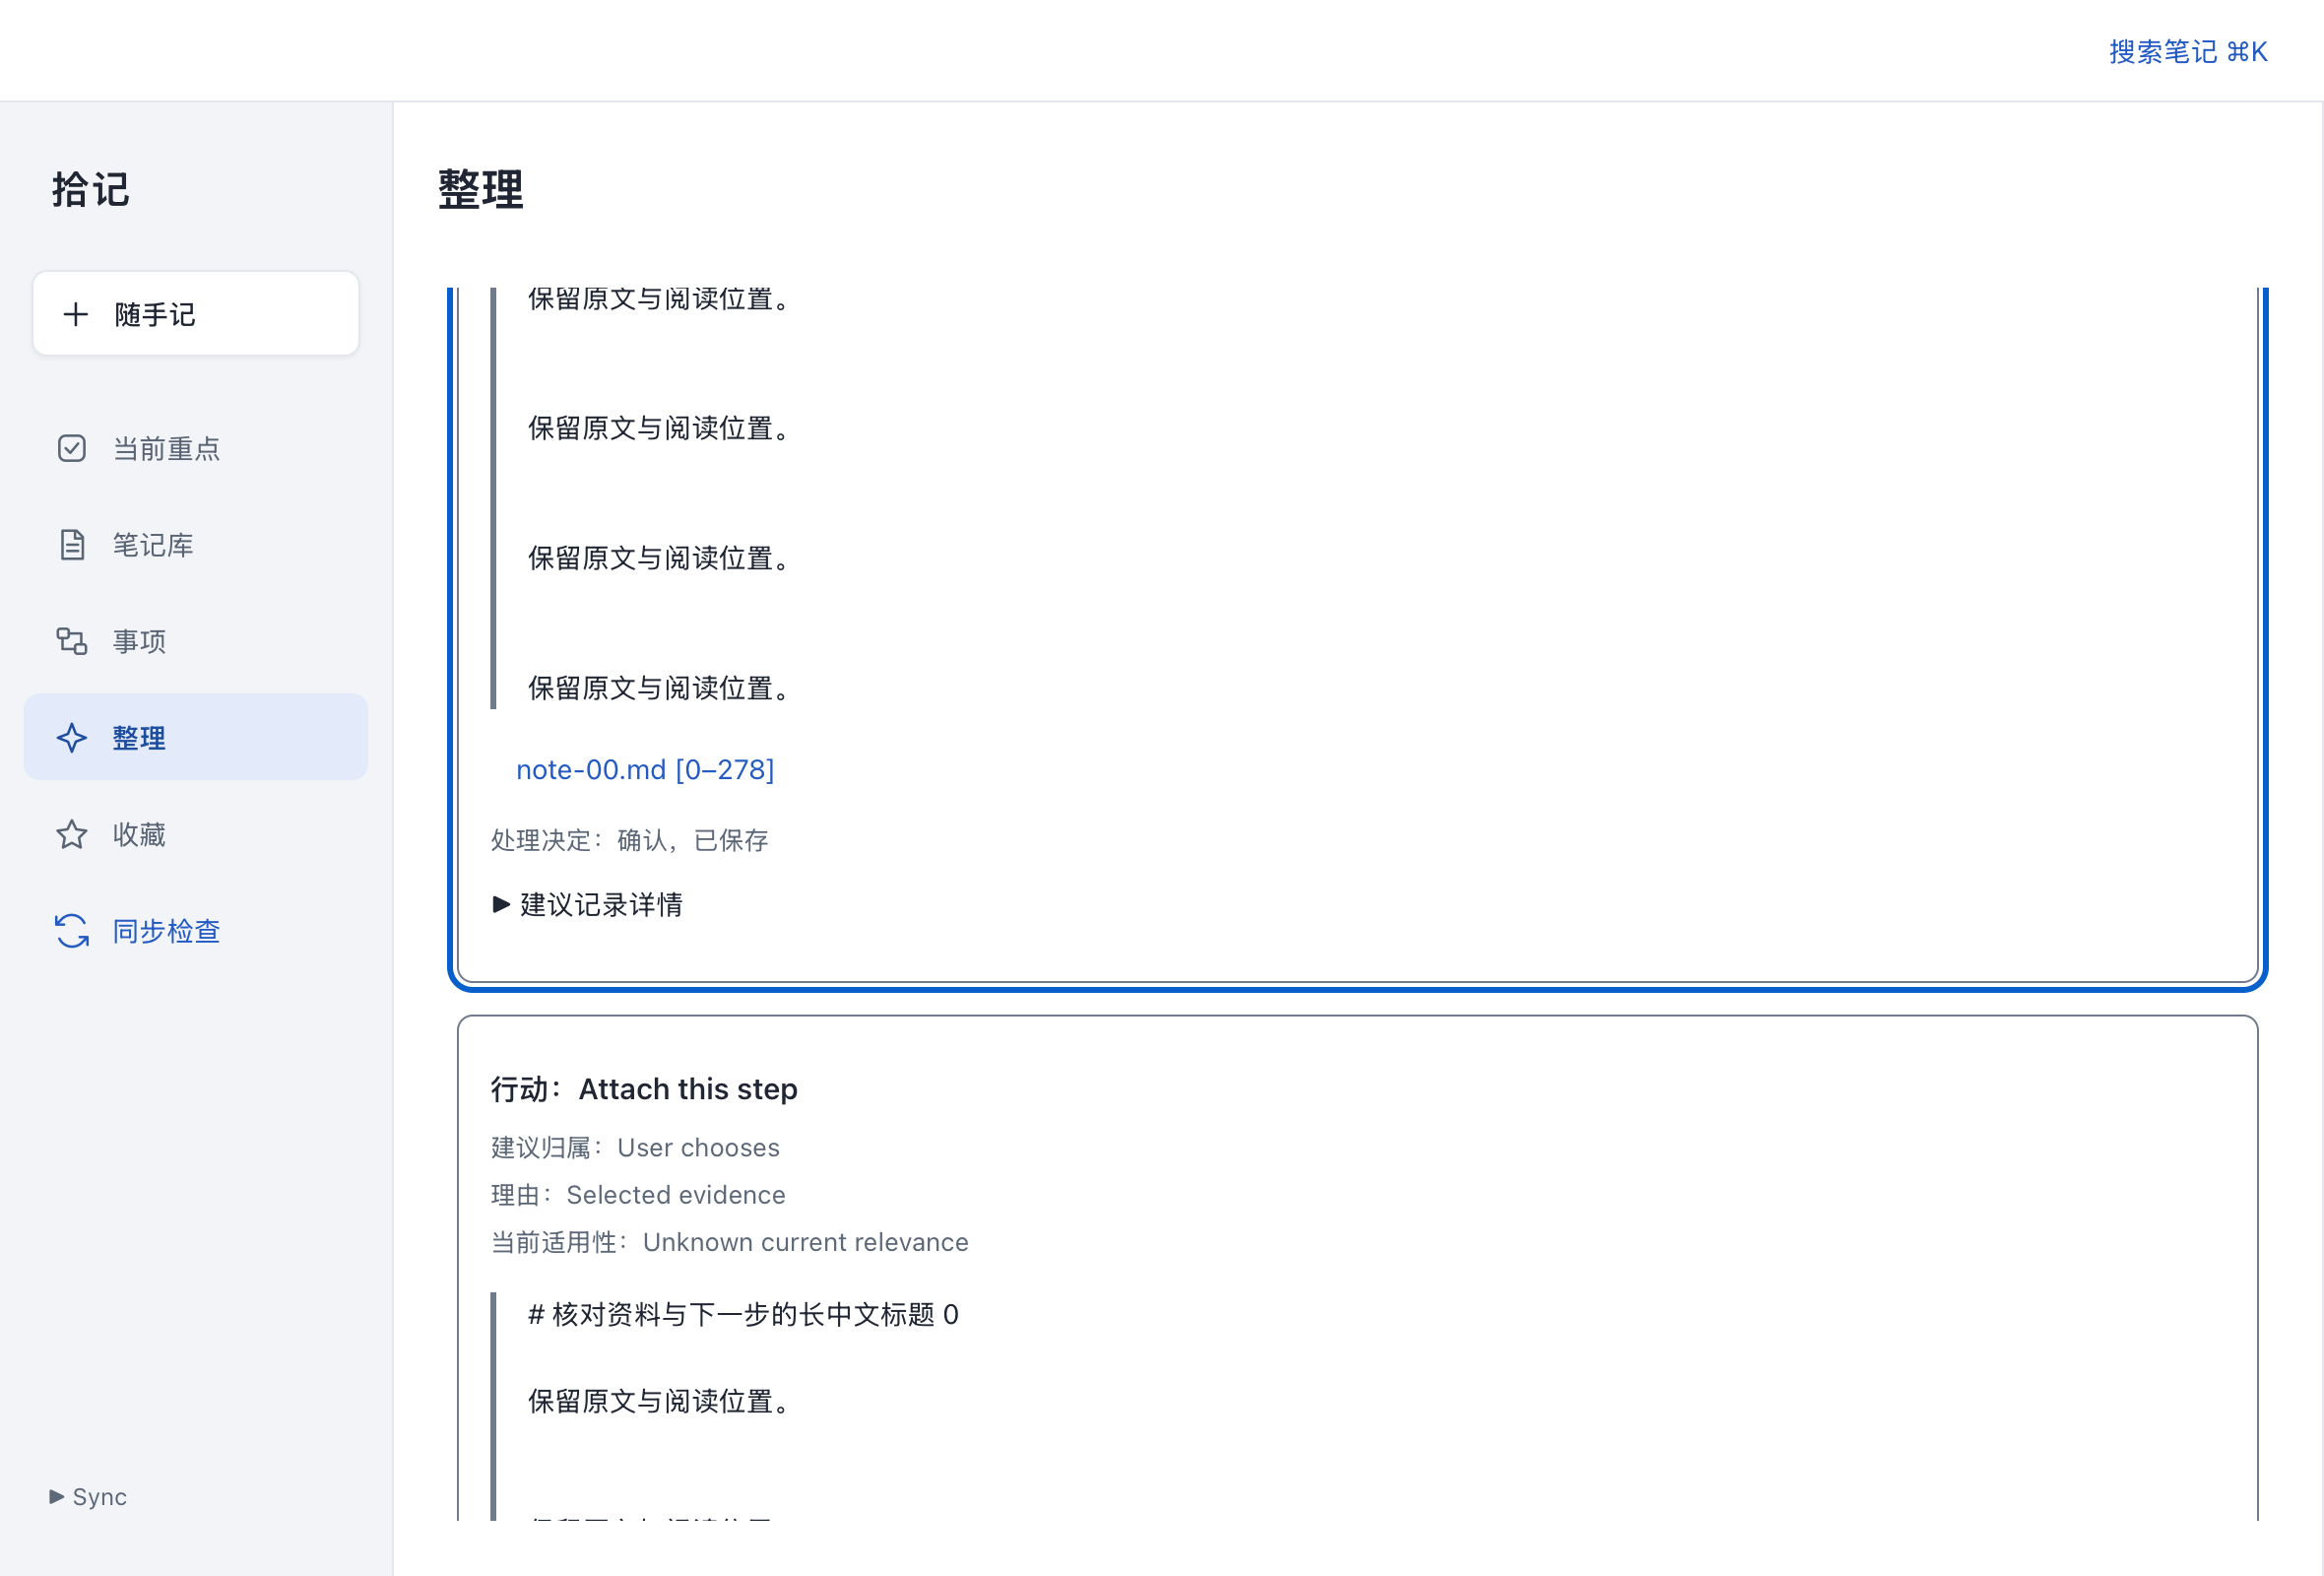 搜索笔记 ⌘K
拾记
随手记
当前重点
笔记库
事项
整理
收藏
同步检查
Sync
整理
保留原文与阅读位置。
保留原文与阅读位置。
保留原文与阅读位置。
保留原文与阅读位置。
note-00.md [0–278]
处理决定：确认，已保存
建议记录详情
行动：Attach this step
建议归属：User chooses
理由：Selected evidence
当前适用性：Unknown current relevance
# 核对资料与下一步的长中文标题 0
保留原文与阅读位置。